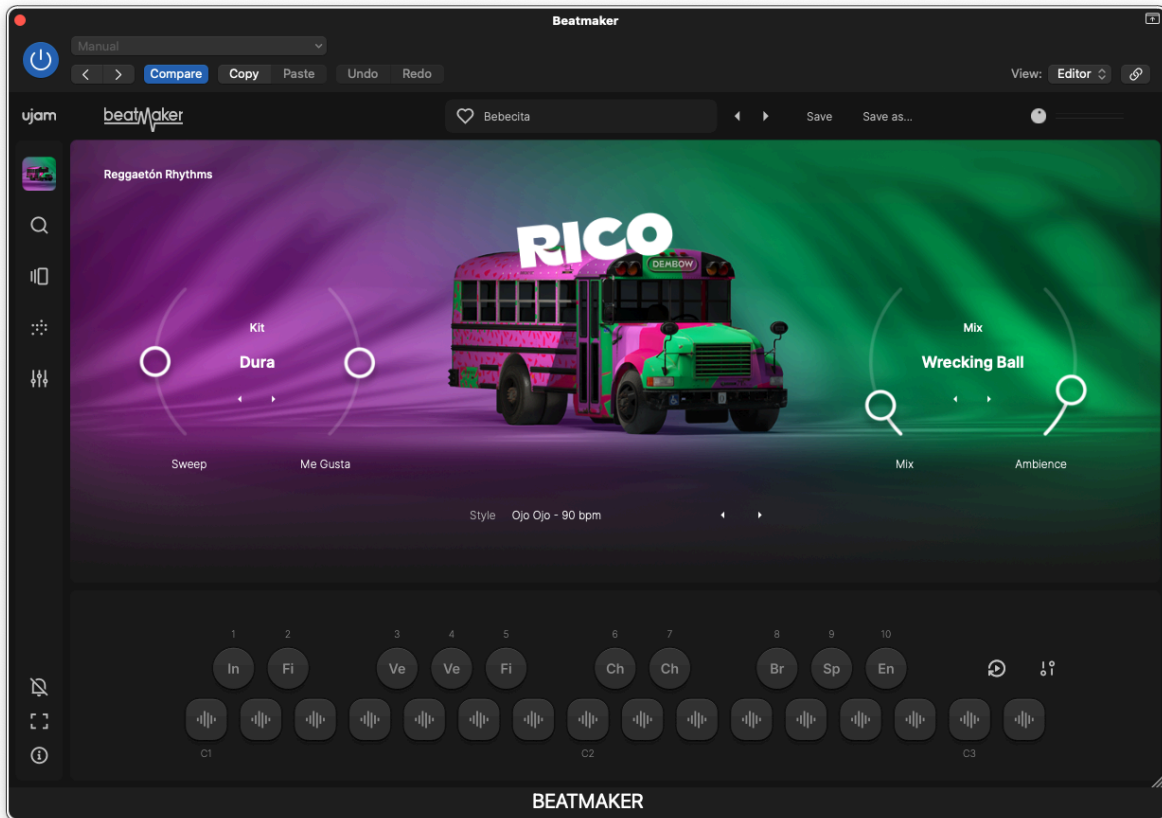 Beatmaker
Manual
Compare Copy Paste Undo Redo
View: Editor
ujam beatMaker Bebecita Save Save as...
Reggaetón Rhythms
RICO
DEMBOW
Kit
Dura
Sweep Me Gusta
Mix
Wrecking Ball
Mix Ambience
Style Ojo Ojo - 90 bpm
1 2 3 4 5 6 7 8 9 10
In Fi Ve Ve Fi Ch Ch Br Sp En
C1 C2 C3
BEATMAKER